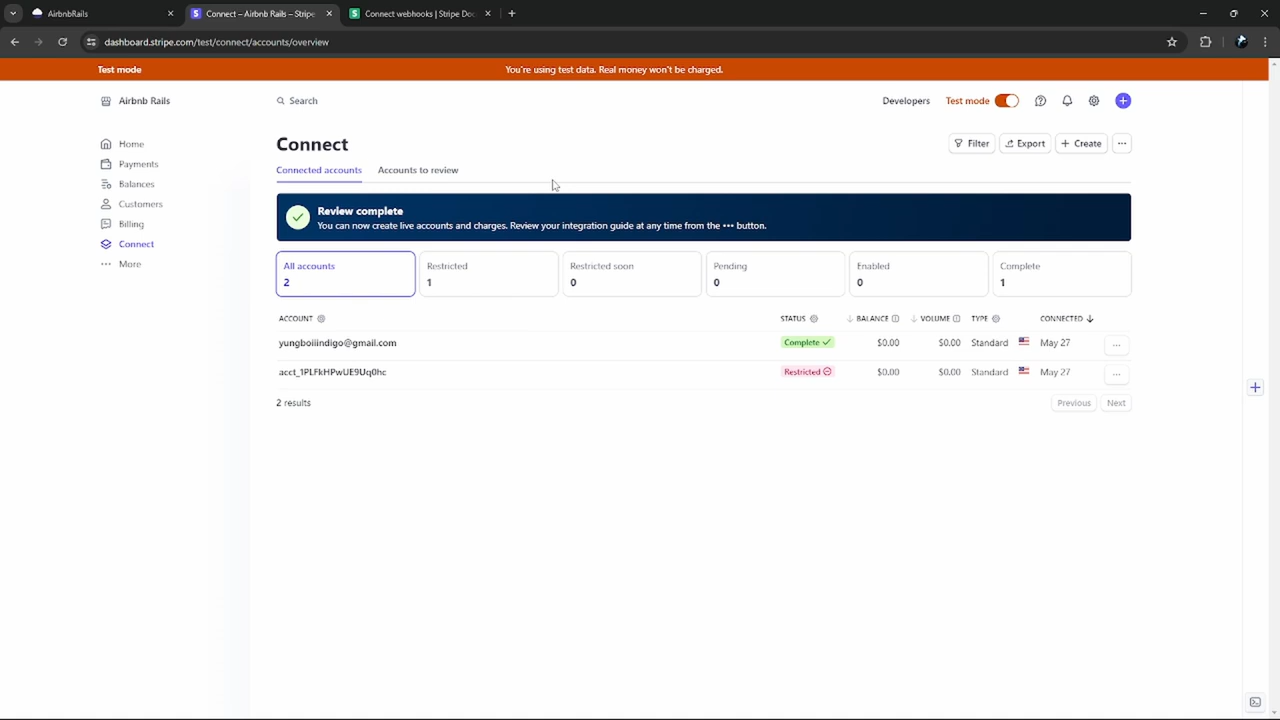 AirbnbRails
Connect – Airbnb Rails – Stripe
Connect webhooks | Stripe Doc
dashboard.stripe.com/test/connect/accounts/overview
Test mode
You're using test data. Real money won't be charged.
Airbnb Rails
Search
Developers
Test mode
Home
Payments
Balances
Customers
Billing
Connect
More
Connect
Filter
Export
Create
Connected accounts
Accounts to review
Review complete
You can now create live accounts and charges. Review your integration guide at any time from the ••• button.
All accounts
2
Restricted
1
Restricted soon
0
Pending
0
Enabled
0
Complete
1
ACCOUNT STATUS BALANCE VOLUME TYPE CONNECTED
yungboiiindigo@gmail.com Complete $0.00 $0.00 Standard May 27
acct_1PLFkHPwUE9Uq0hc Restricted $0.00 $0.00 Standard May 27
2 results
Previous
Next